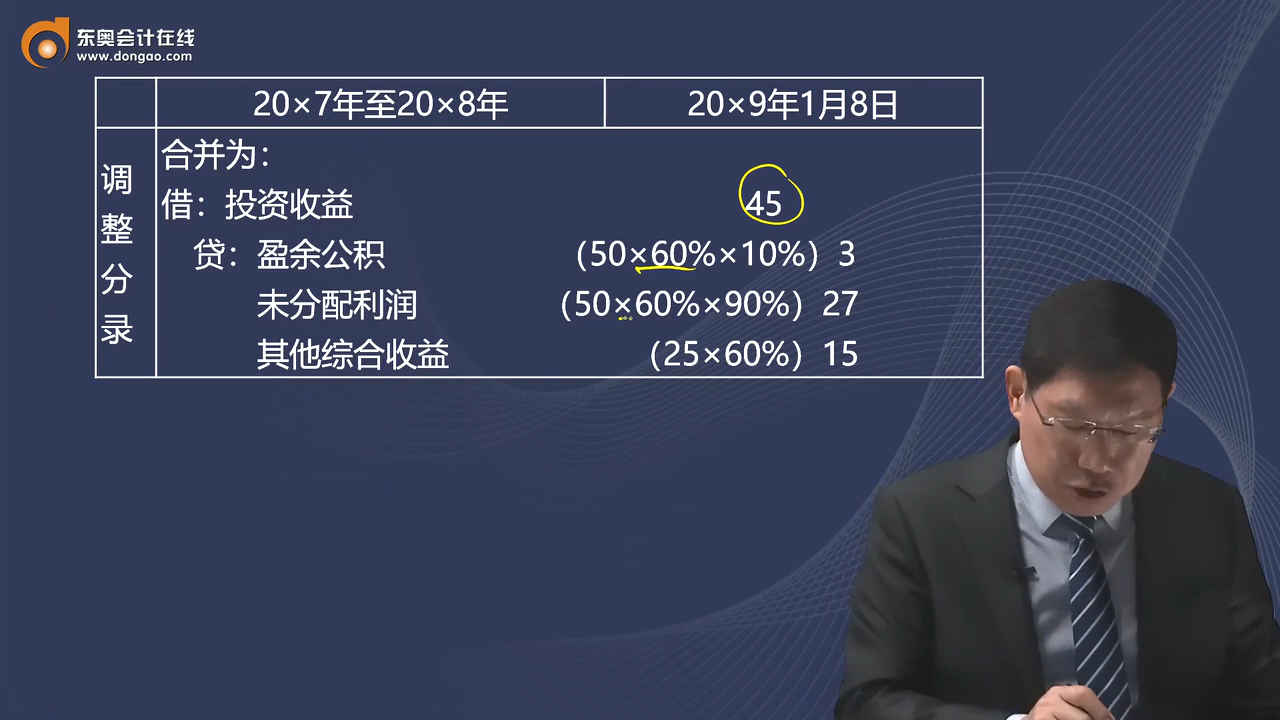 东奥会计在线
www.dongao.com
20×7年至20×8年 20×9年1月8日
调整分录
合并为：
借：投资收益 45
贷：盈余公积 （50×60%×10%）3
未分配利润 （50×60%×90%）27
其他综合收益 （25×60%）15